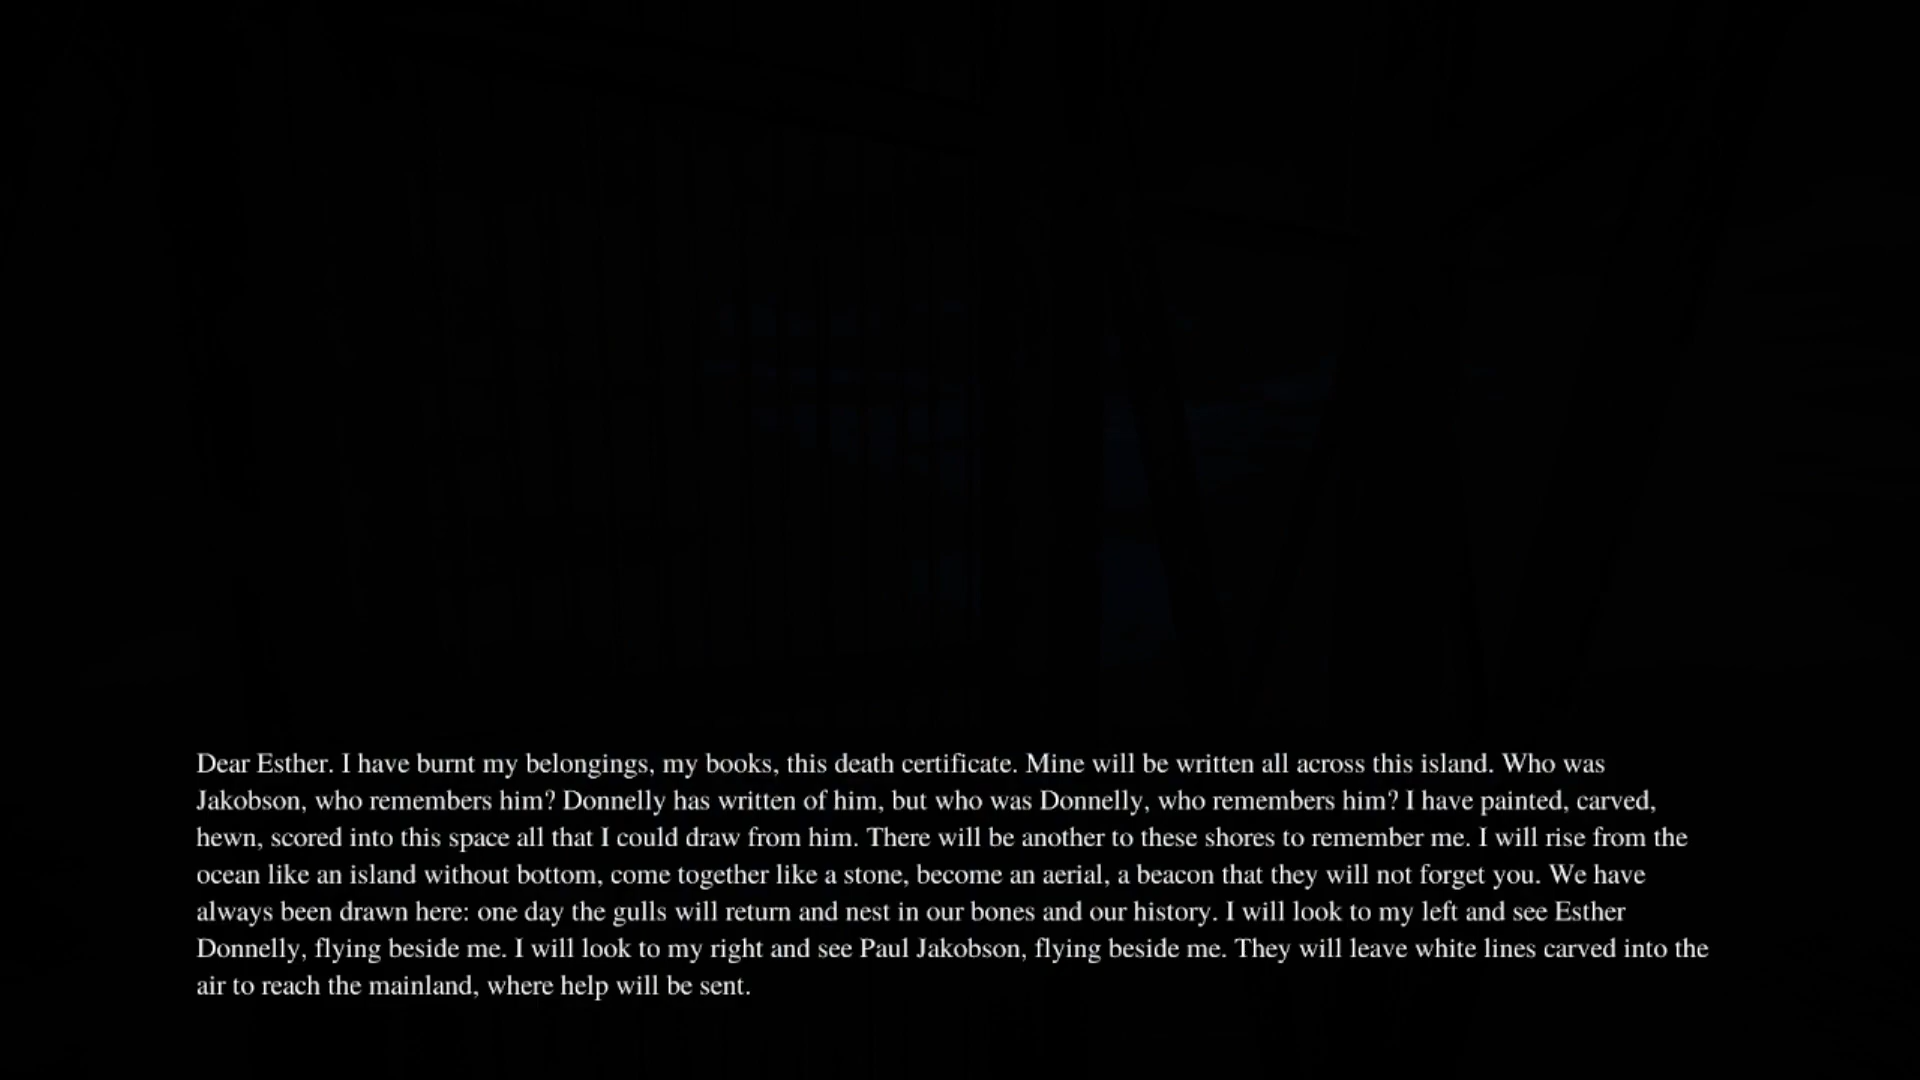 Dear Esther. I have burnt my belongings, my books, this death certificate. Mine will be written all across this island. Who was
Jakobson, who remembers him? Donnelly has written of him, but who was Donnelly, who remembers him? I have painted, carved,
hewn, scored into this space all that I could draw from him. There will be another to these shores to remember me. I will rise from the
ocean like an island without bottom, come together like a stone, become an aerial, a beacon that they will not forget you. We have
always been drawn here: one day the gulls will return and nest in our bones and our history. I will look to my left and see Esther
Donnelly, flying beside me. I will look to my right and see Paul Jakobson, flying beside me. They will leave white lines carved into the
air to reach the mainland, where help will be sent.